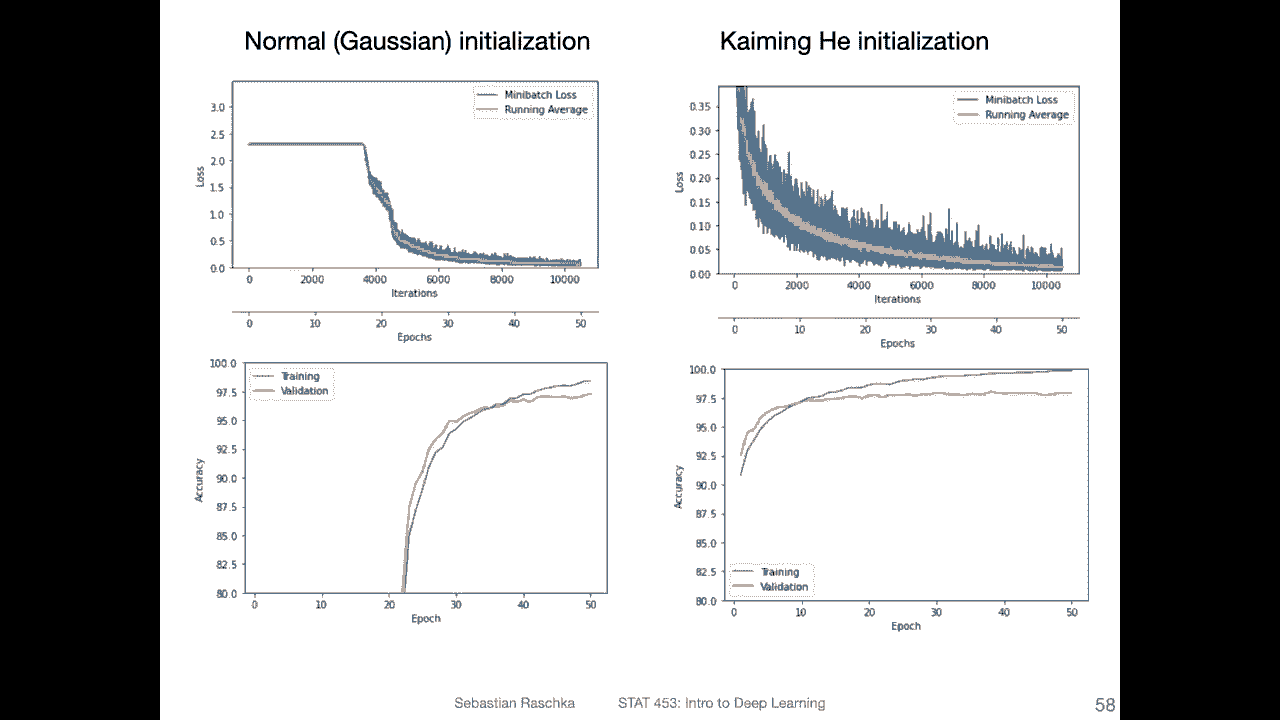 Normal (Gaussian) initialization
Kaiming He initialization
3.0
2.5
2.0
1.5
1.0
0.5
0.0
Loss
Minibatch Loss
Running Average
0 2000 4000 6000 8000 10000
Iterations
0 10 20 30 40 50
Epochs
0.35
0.30
0.25
0.20
0.15
0.10
0.05
0.00
Loss
Minibatch Loss
Running Average
0 2000 4000 6000 8000 10000
Iterations
0 10 20 30 40 50
Epochs
100.0
97.5
95.0
92.5
90.0
87.5
85.0
82.5
80.0
Accuracy
Training
Validation
0 10 20 30 40 50
Epoch
100.0
97.5
95.0
92.5
90.0
87.5
85.0
82.5
80.0
Accuracy
Training
Validation
0 10 20 30 40 50
Epoch
Sebastian Raschka STAT 453: Intro to Deep Learning 58